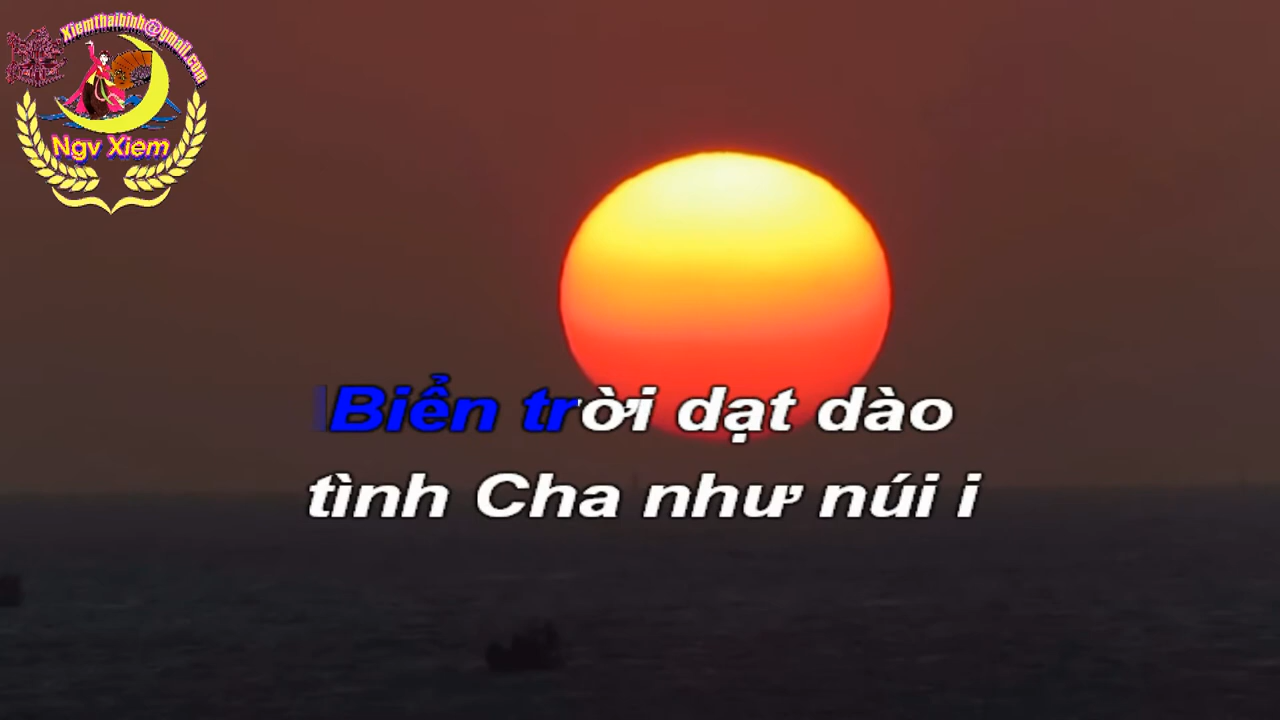 Xiemthaibinh@gmail.com
Ngv Xiem
Biển trời dạt dào
tình Cha như núi i